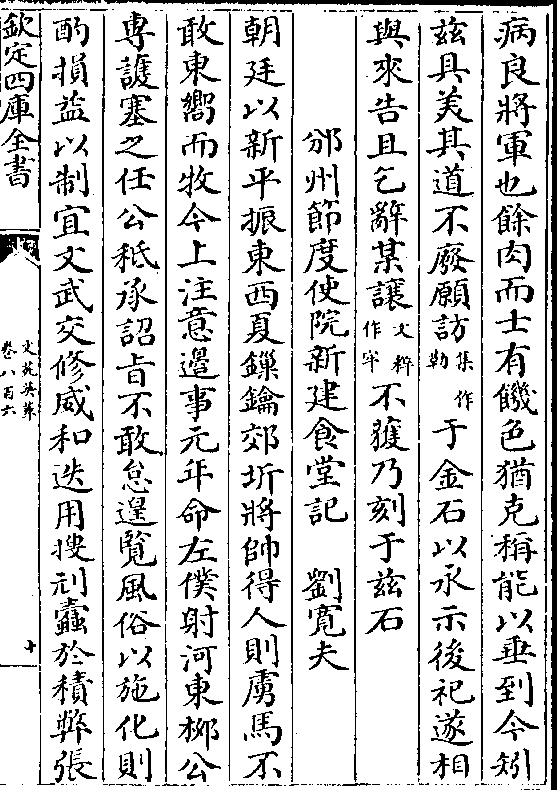 病良將軍也餘肉而士有饑色猶克稱能以垂到今矧
兹具美其道不廢願訪集作勒于金石以永示後祀遂相
與來告且乞辭某讓文粹作牢不獲乃刻于兹石
邠州節度使院新建食堂記 劉寛夫
朝廷以新平振東西夏鏁鑰郊圻將帥得人則虜馬不
敢東嚮而牧今上注意邉事元年命左僕射河東栁公
専護塞之任公秪承詔㫖不敢怠遑覧風俗以施化則
酌損益以制宜文武交修威和迭用搜刓蠧於積弊張
欽定四庫全書
文苑英華
卷八百六
十